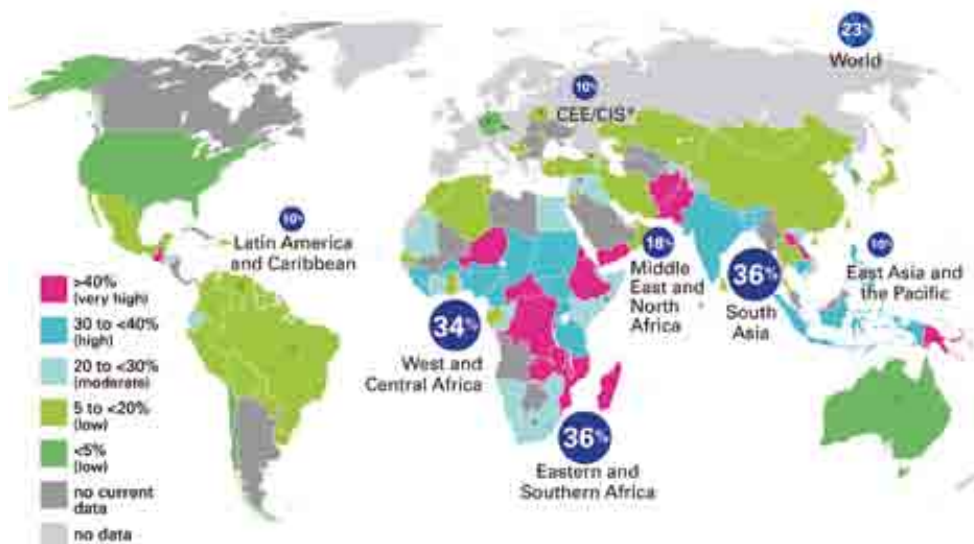 23%
World
10%
CEE/CIS*
10%
Latin America
and Caribbean
18%
Middle
East and
North
Africa
36%
South
Asia
10%
East Asia and
the Pacific
34%
West and
Central Africa
36%
Eastern and
Southern Africa
>40%
(very high)
30 to <40%
(high)
20 to <30%
(moderate)
5 to <20%
(low)
<5%
(low)
no current
data
no data